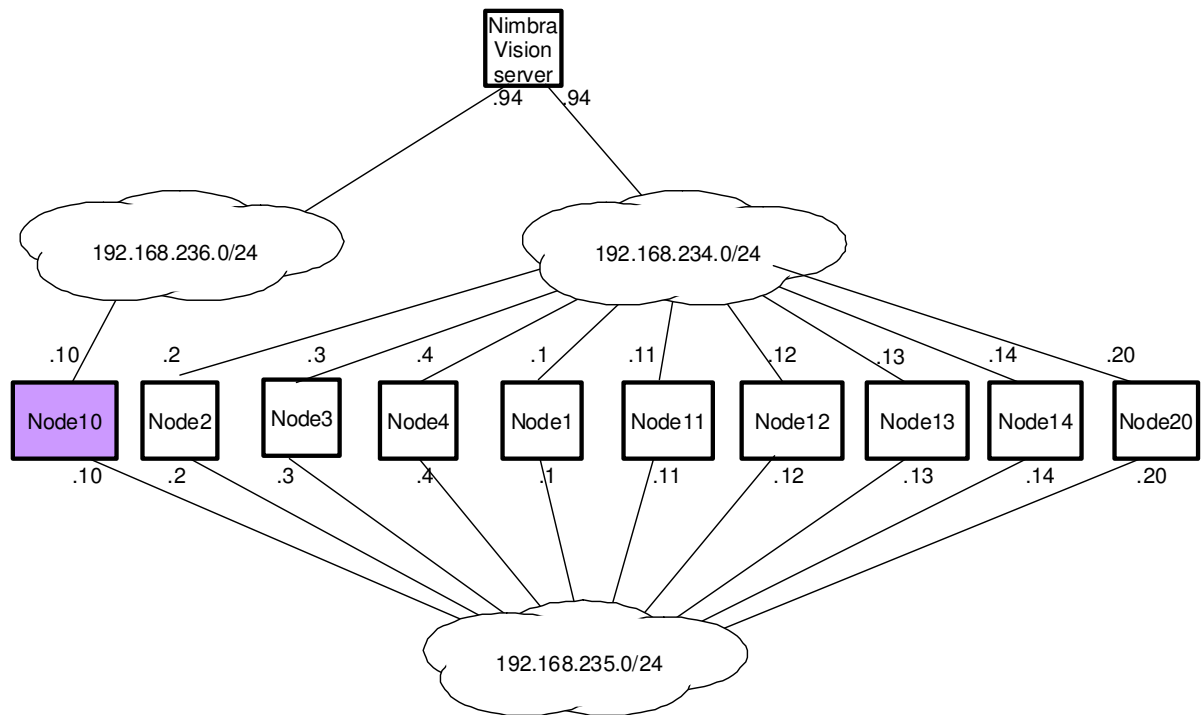 Nimbra
Vision
server
.94 .94
192.168.236.0/24
192.168.234.0/24
.10 .2 .3 .4 .1 .11 .12 .13 .14 .20
Node10 Node2 Node3 Node4 Node1 Node11 Node12 Node13 Node14 Node20
.10 .2 .3 .4 .1 .11 .12 .13 .14 .20
192.168.235.0/24